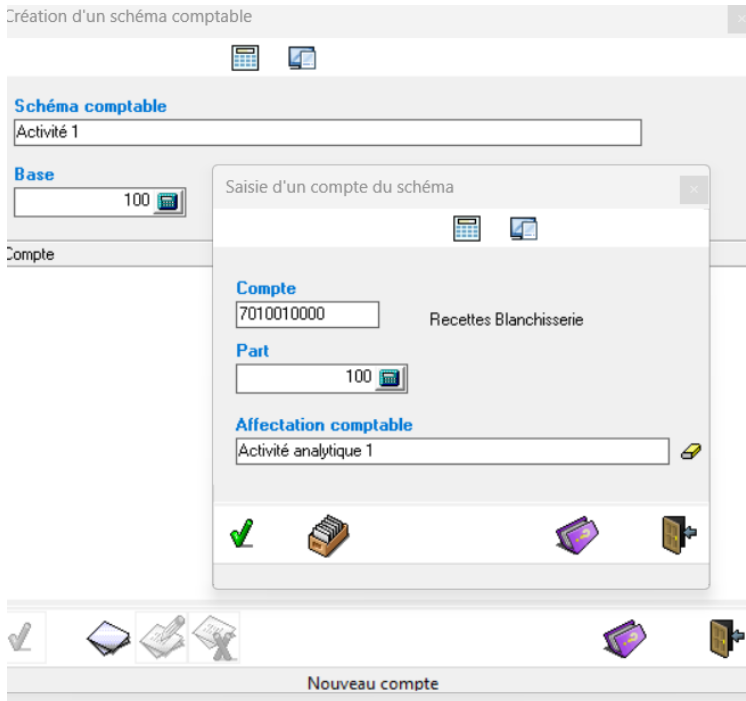 Création d'un schéma comptable
Schéma comptable
Activité 1
Base
100
Compte
Saisie d'un compte du schéma
Compte
7010010000 Recettes Blanchisserie
Part
100
Affectation comptable
Activité analytique 1
Nouveau compte